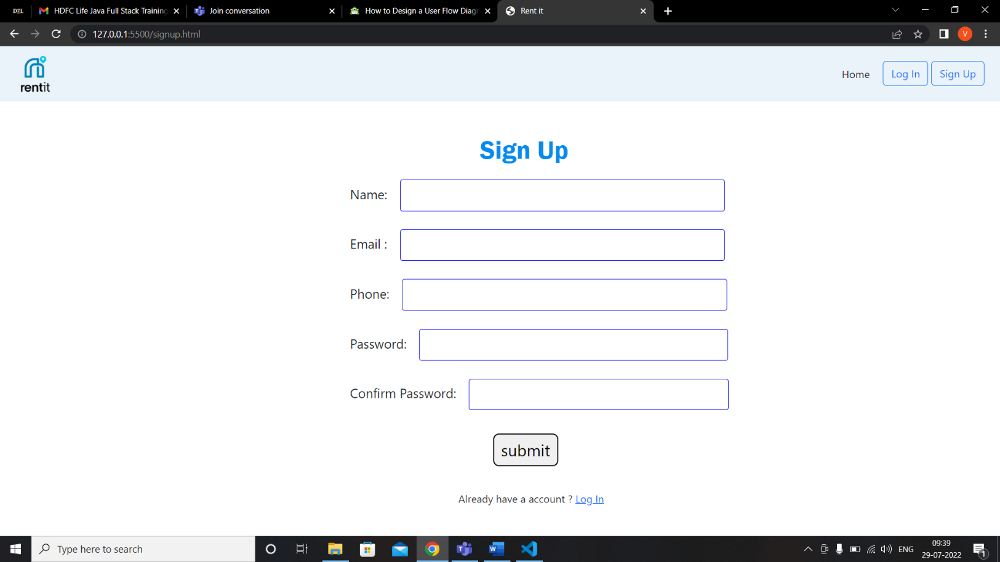 D2L
HDFC Life Java Full Stack Training
Join conversation
How to Design a User Flow Diagr
Rent it
127.0.0.1:5500/signup.html
V
rentit
Home
Log In
Sign Up
Sign Up
Name:
Email :
Phone:
Password:
Confirm Password:
submit
Already have a account ? Log In
Type here to search
ENG
09:39
29-07-2022
1